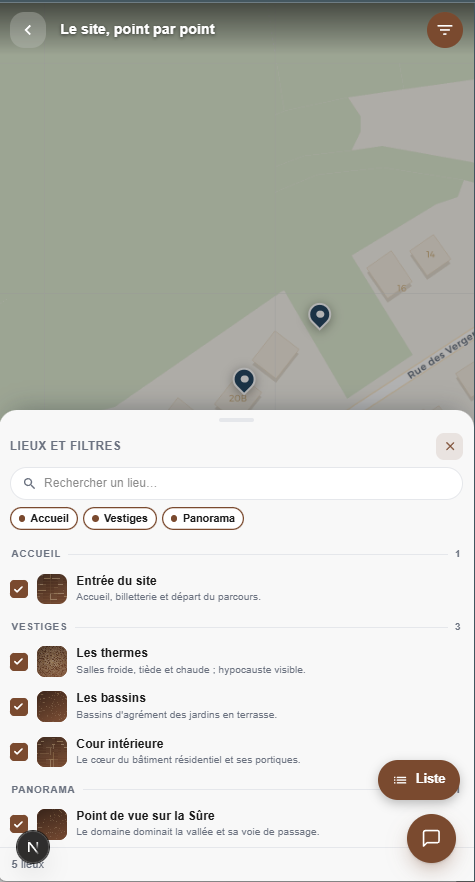 Le site, point par point
14
16
Rue des Verge
20B
LIEUX ET FILTRES
Rechercher un lieu…
Accueil
Vestiges
Panorama
ACCUEIL 1
Entrée du site
Accueil, billetterie et départ du parcours.
VESTIGES 3
Les thermes
Salles froide, tiède et chaude ; hypocauste visible.
Les bassins
Bassins d'agrément des jardins en terrasse.
Cour intérieure
Le cœur du bâtiment résidentiel et ses portiques.
Liste
PANORAMA
Point de vue sur la Sûre
Le domaine dominait la vallée et sa voie de passage.
N
5 lieux